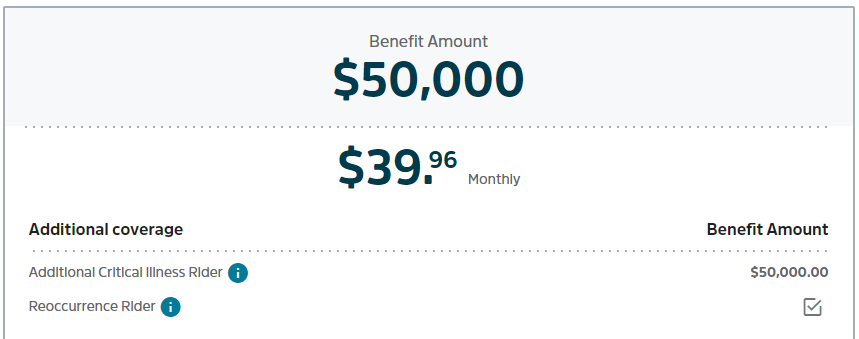 Benefit Amount
$50,000
$39.96 Monthly
Additional coverage Benefit Amount
Additional Critical Illness Rider i $50,000.00
Reoccurrence Rider i